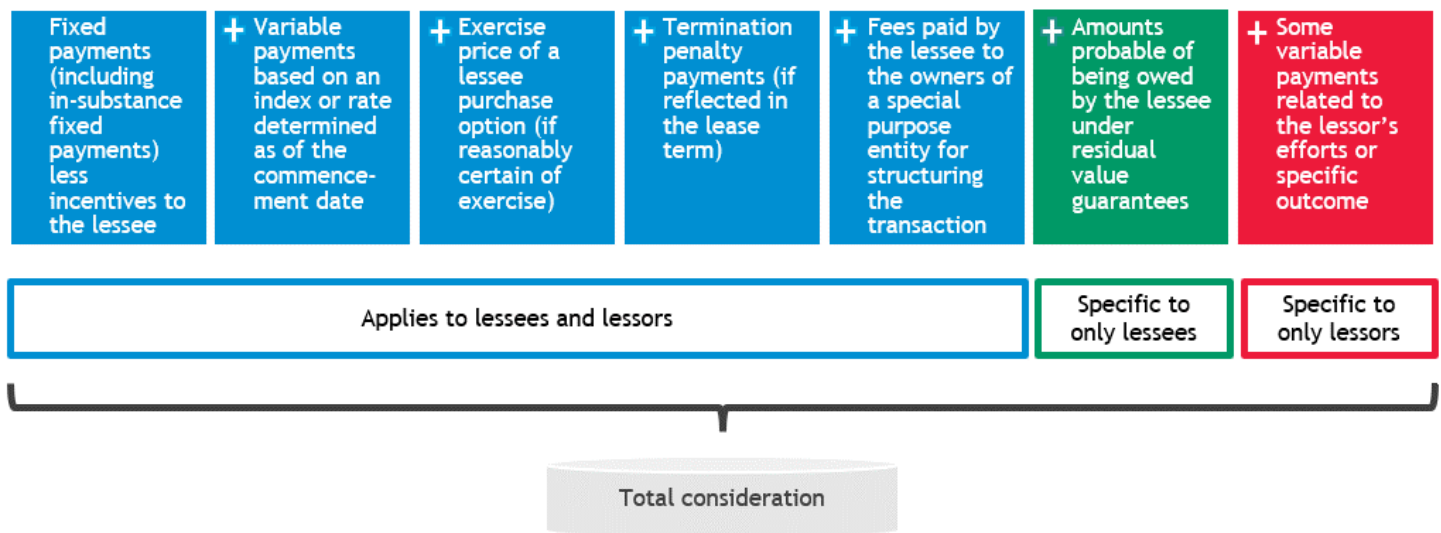 Fixed
payments
(including
in-substance
fixed
payments)
less
incentives to
the lessee
+ Variable
payments
based on an
index or rate
determined
as of the
commence-
ment date
+ Exercise
price of a
lessee
purchase
option (if
reasonably
certain of
exercise)
+ Termination
penalty
payments (if
reflected in
the lease
term)
+ Fees paid by
the lessee to
the owners of
a special
purpose
entity for
structuring
the
transaction
+ Amounts
probable of
being owed
by the lessee
under
residual
value
guarantees
+ Some
variable
payments
related to
the lessor’s
efforts or
specific
outcome
Applies to lessees and lessors
Specific to
only lessees
Specific to
only lessors
Total consideration